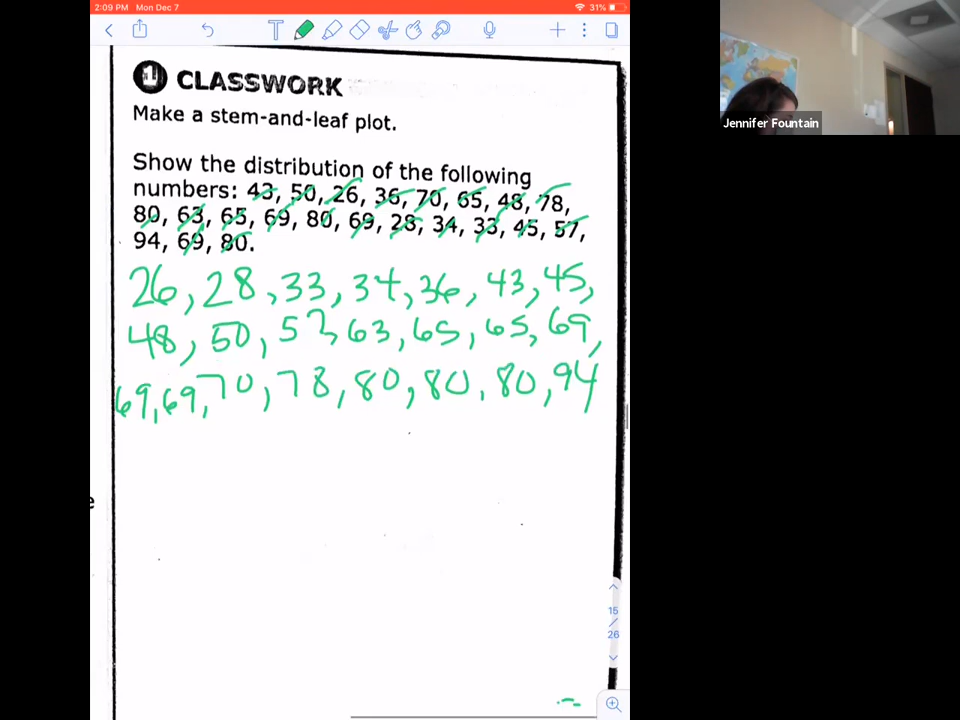 2:09 PM Mon Dec 7
31%
T
1 CLASSWORK
Make a stem-and-leaf plot.
Show the distribution of the following
numbers: 43, 50, 26, 36, 70, 65, 48, 78,
80, 63, 65, 69, 80, 69, 28, 34, 33, 45, 57,
94, 69, 80.
26, 28, 33, 34, 36, 43, 45,
48, 50, 57, 63, 65, 65, 69,
69, 69, 70, 78, 80, 80, 80, 94
e
15
/
26
Jennifer Fountain